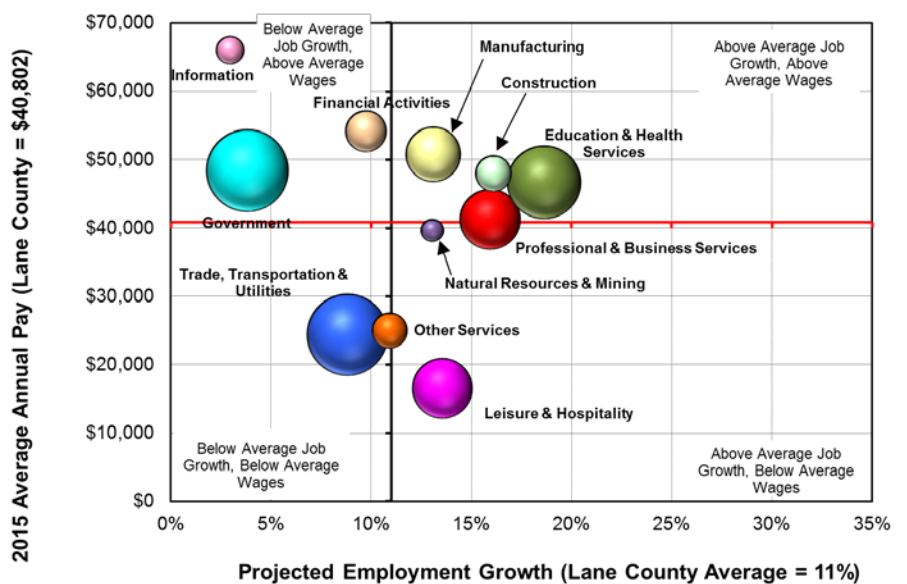 2015 Average Annual Pay (Lane County = $40,802)
$70,000
$60,000
$50,000
$40,000
$30,000
$20,000
$10,000
$0
Below Average
Job Growth,
Above Average
Wages
Above Average Job
Growth, Above
Average Wages
Information
Financial Activities
Manufacturing
Construction
Education & Health
Services
Government
Professional & Business Services
Natural Resources & Mining
Trade, Transportation &
Utilities
Other Services
Leisure & Hospitality
Below Average Job
Growth, Below Average
Wages
Above Average Job
Growth, Below Average
Wages
0%
5%
10%
15%
20%
25%
30%
35%
Projected Employment Growth (Lane County Average = 11%)